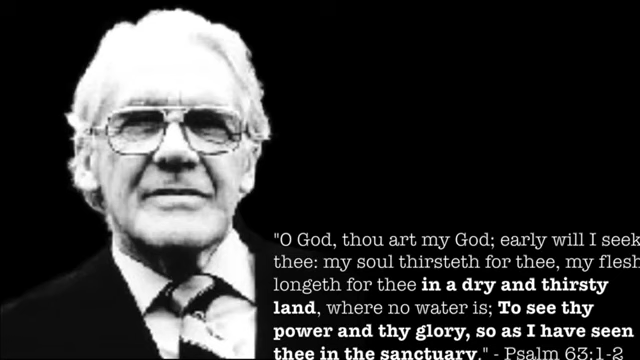 "O God, thou art my God; early will I seek
thee: my soul thirsteth for thee, my flesh
longeth for thee in a dry and thirsty
land, where no water is; To see thy
power and thy glory, so as I have seen
thee in the sanctuary." - Psalm 63:1-2